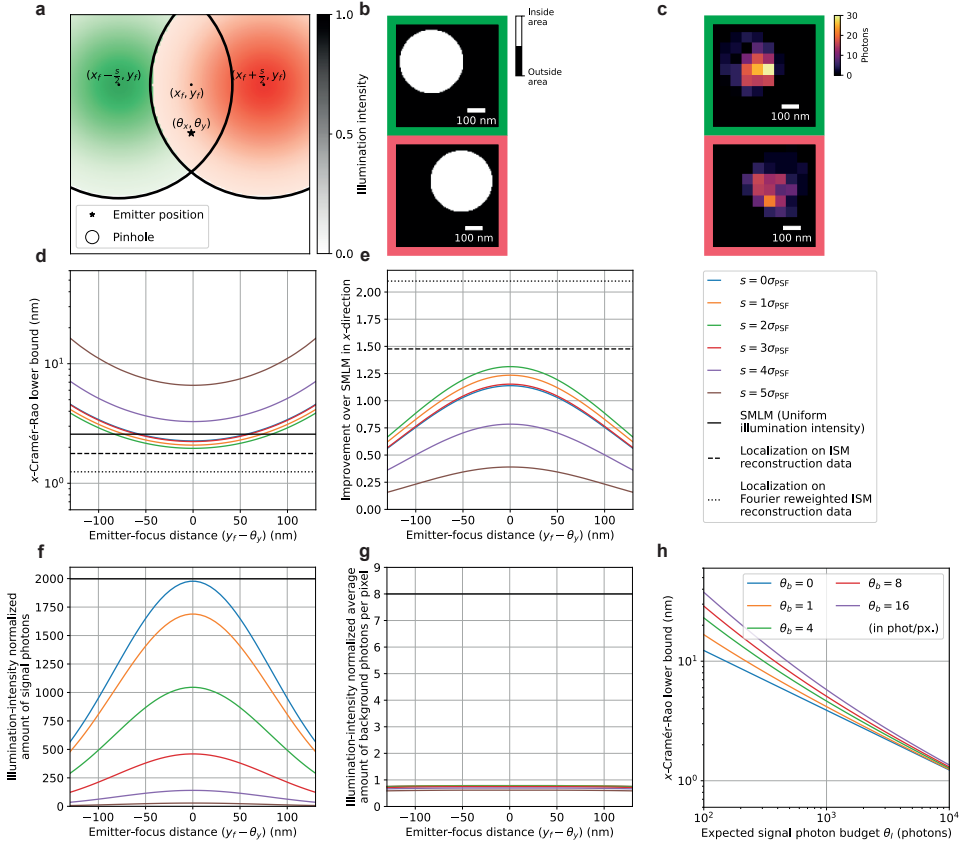 a
(x_f − s/2, y_f)
(x_f + s/2, y_f)
(x_f, y_f)
(θ_x, θ_y)
Emitter position
Pinhole
1.0
0.5
0.0
Illumination intensity
b
Inside
area
Outside
area
100 nm
100 nm
c
30
20
10
0
Photons
100 nm
100 nm
d
x-Cramér-Rao lower bound (nm)
10¹
10⁰
−100
−50
0
50
100
Emitter-focus distance (y_f − θ_y) (nm)
e
Improvement over SMLM in x-direction
2.00
1.75
1.50
1.25
1.00
0.75
0.50
0.25
0.00
−100
−50
0
50
100
Emitter-focus distance (y_f − θ_y) (nm)
s = 0σ_PSF
s = 1σ_PSF
s = 2σ_PSF
s = 3σ_PSF
s = 4σ_PSF
s = 5σ_PSF
SMLM (Uniform
illumination intensity)
Localization on ISM
reconstruction data
Localization on
Fourier reweighted ISM
reconstruction data
f
Illumination-intensity normalized
amount of signal photons
2000
1750
1500
1250
1000
750
500
250
0
−100
−50
0
50
100
Emitter-focus distance (y_f − θ_y) (nm)
g
Illumination-intensity normalized average
amount of background photons per pixel
9
8
7
6
5
4
3
2
1
0
−100
−50
0
50
100
Emitter-focus distance (y_f − θ_y) (nm)
h
x-Cramér-Rao lower bound (nm)
10¹
10⁰
θ_b = 0
θ_b = 1
θ_b = 4
θ_b = 8
θ_b = 16
(in phot/px.)
10²
10³
10⁴
Expected signal photon budget θ_I (photons)